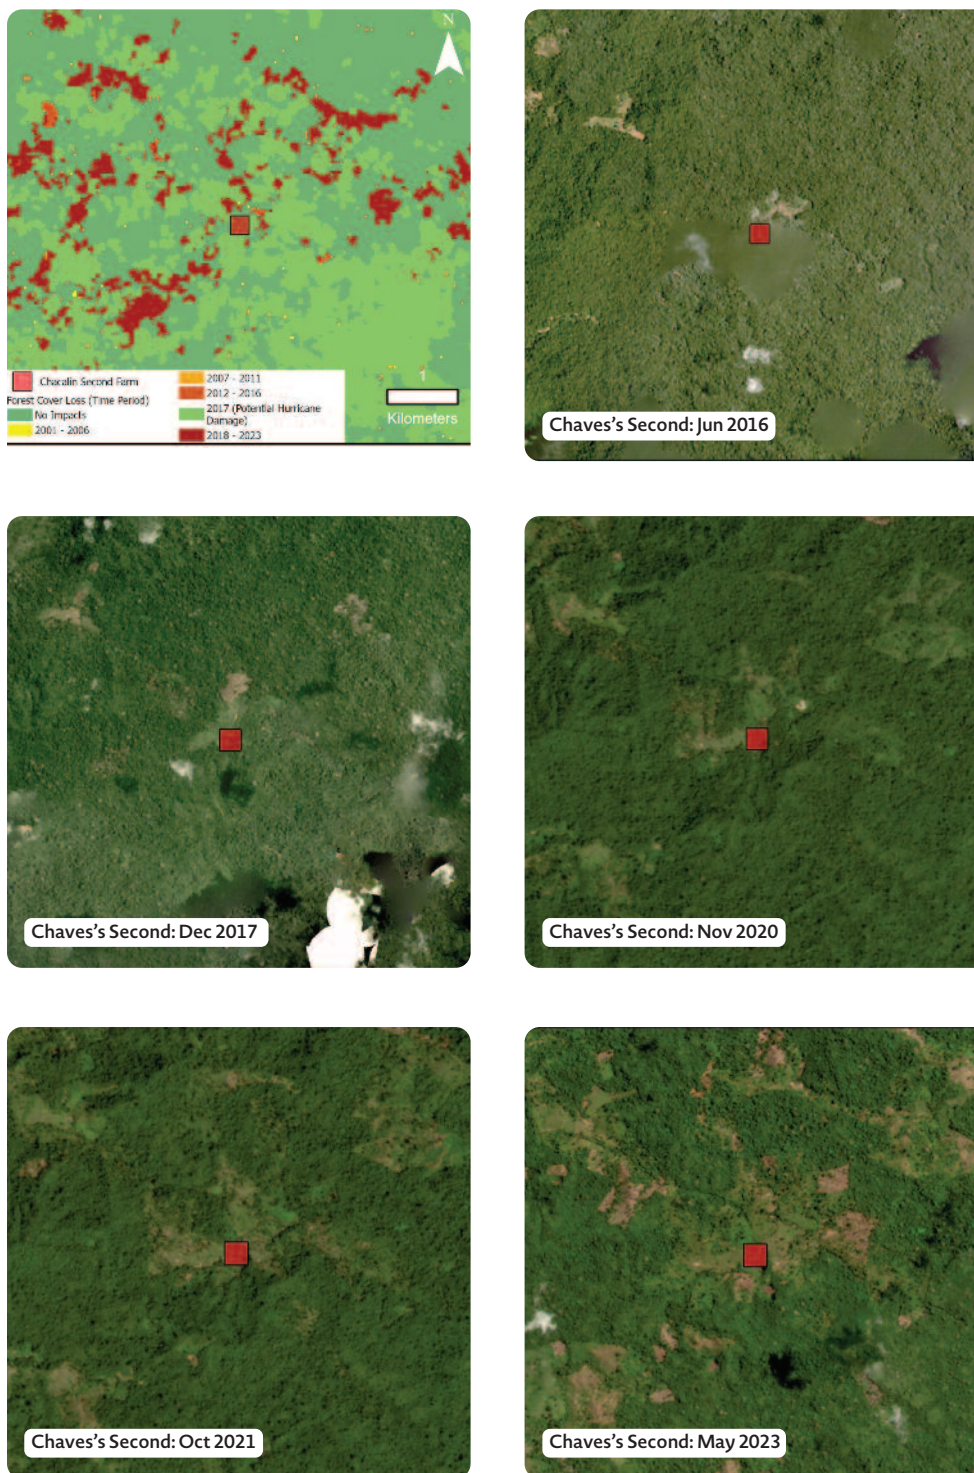 N
Chacalin Second Farm
Forest Cover Loss (Time Period)
No Impacts
2001 - 2006
2007 - 2011
2012 - 2016
2017 (Potential Hurricane
Damage)
2018 - 2023
1
Kilometers
Chaves's Second: Jun 2016
Chaves's Second: Dec 2017
Chaves's Second: Nov 2020
Chaves's Second: Oct 2021
Chaves's Second: May 2023